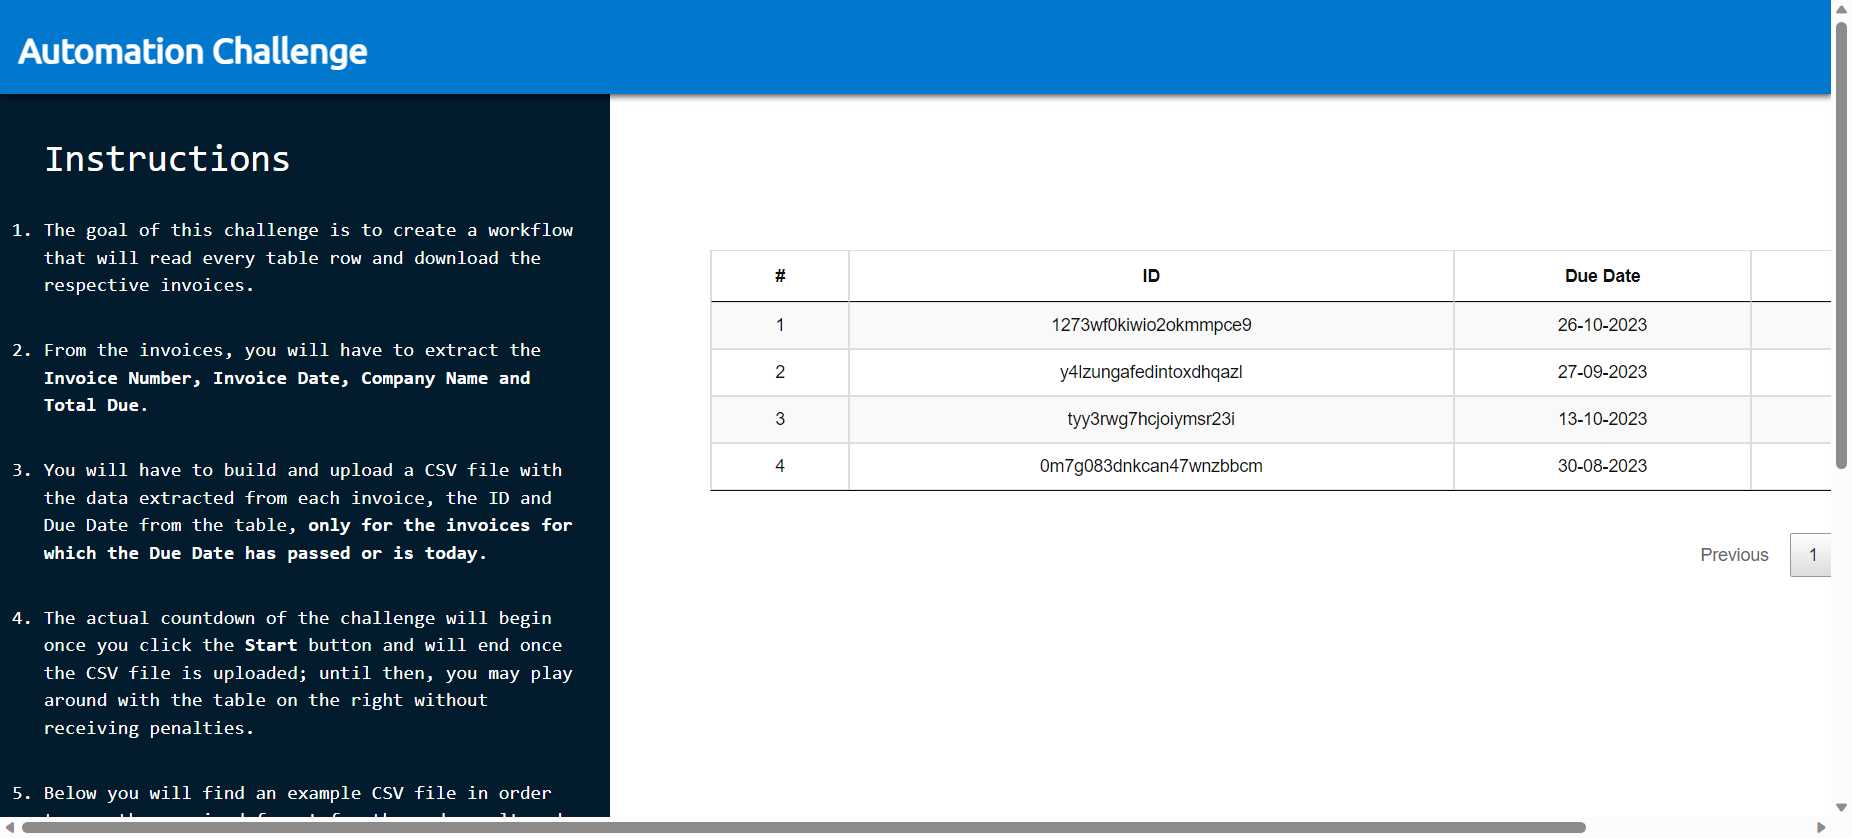 Automation Challenge
Instructions
1. The goal of this challenge is to create a workflow
that will read every table row and download the
respective invoices.
2. From the invoices, you will have to extract the
Invoice Number, Invoice Date, Company Name and
Total Due.
3. You will have to build and upload a CSV file with
the data extracted from each invoice, the ID and
Due Date from the table, only for the invoices for
which the Due Date has passed or is today.
4. The actual countdown of the challenge will begin
once you click the Start button and will end once
the CSV file is uploaded; until then, you may play
around with the table on the right without
receiving penalties.
5. Below you will find an example CSV file in order
# ID Due Date
1 1273wf0kiwio2okmmpce9 26-10-2023
2 y4lzungafedintoxdhqazl 27-09-2023
3 tyy3rwg7hcjoiymsr23i 13-10-2023
4 0m7g083dnkcan47wnzbbcm 30-08-2023
Previous 1